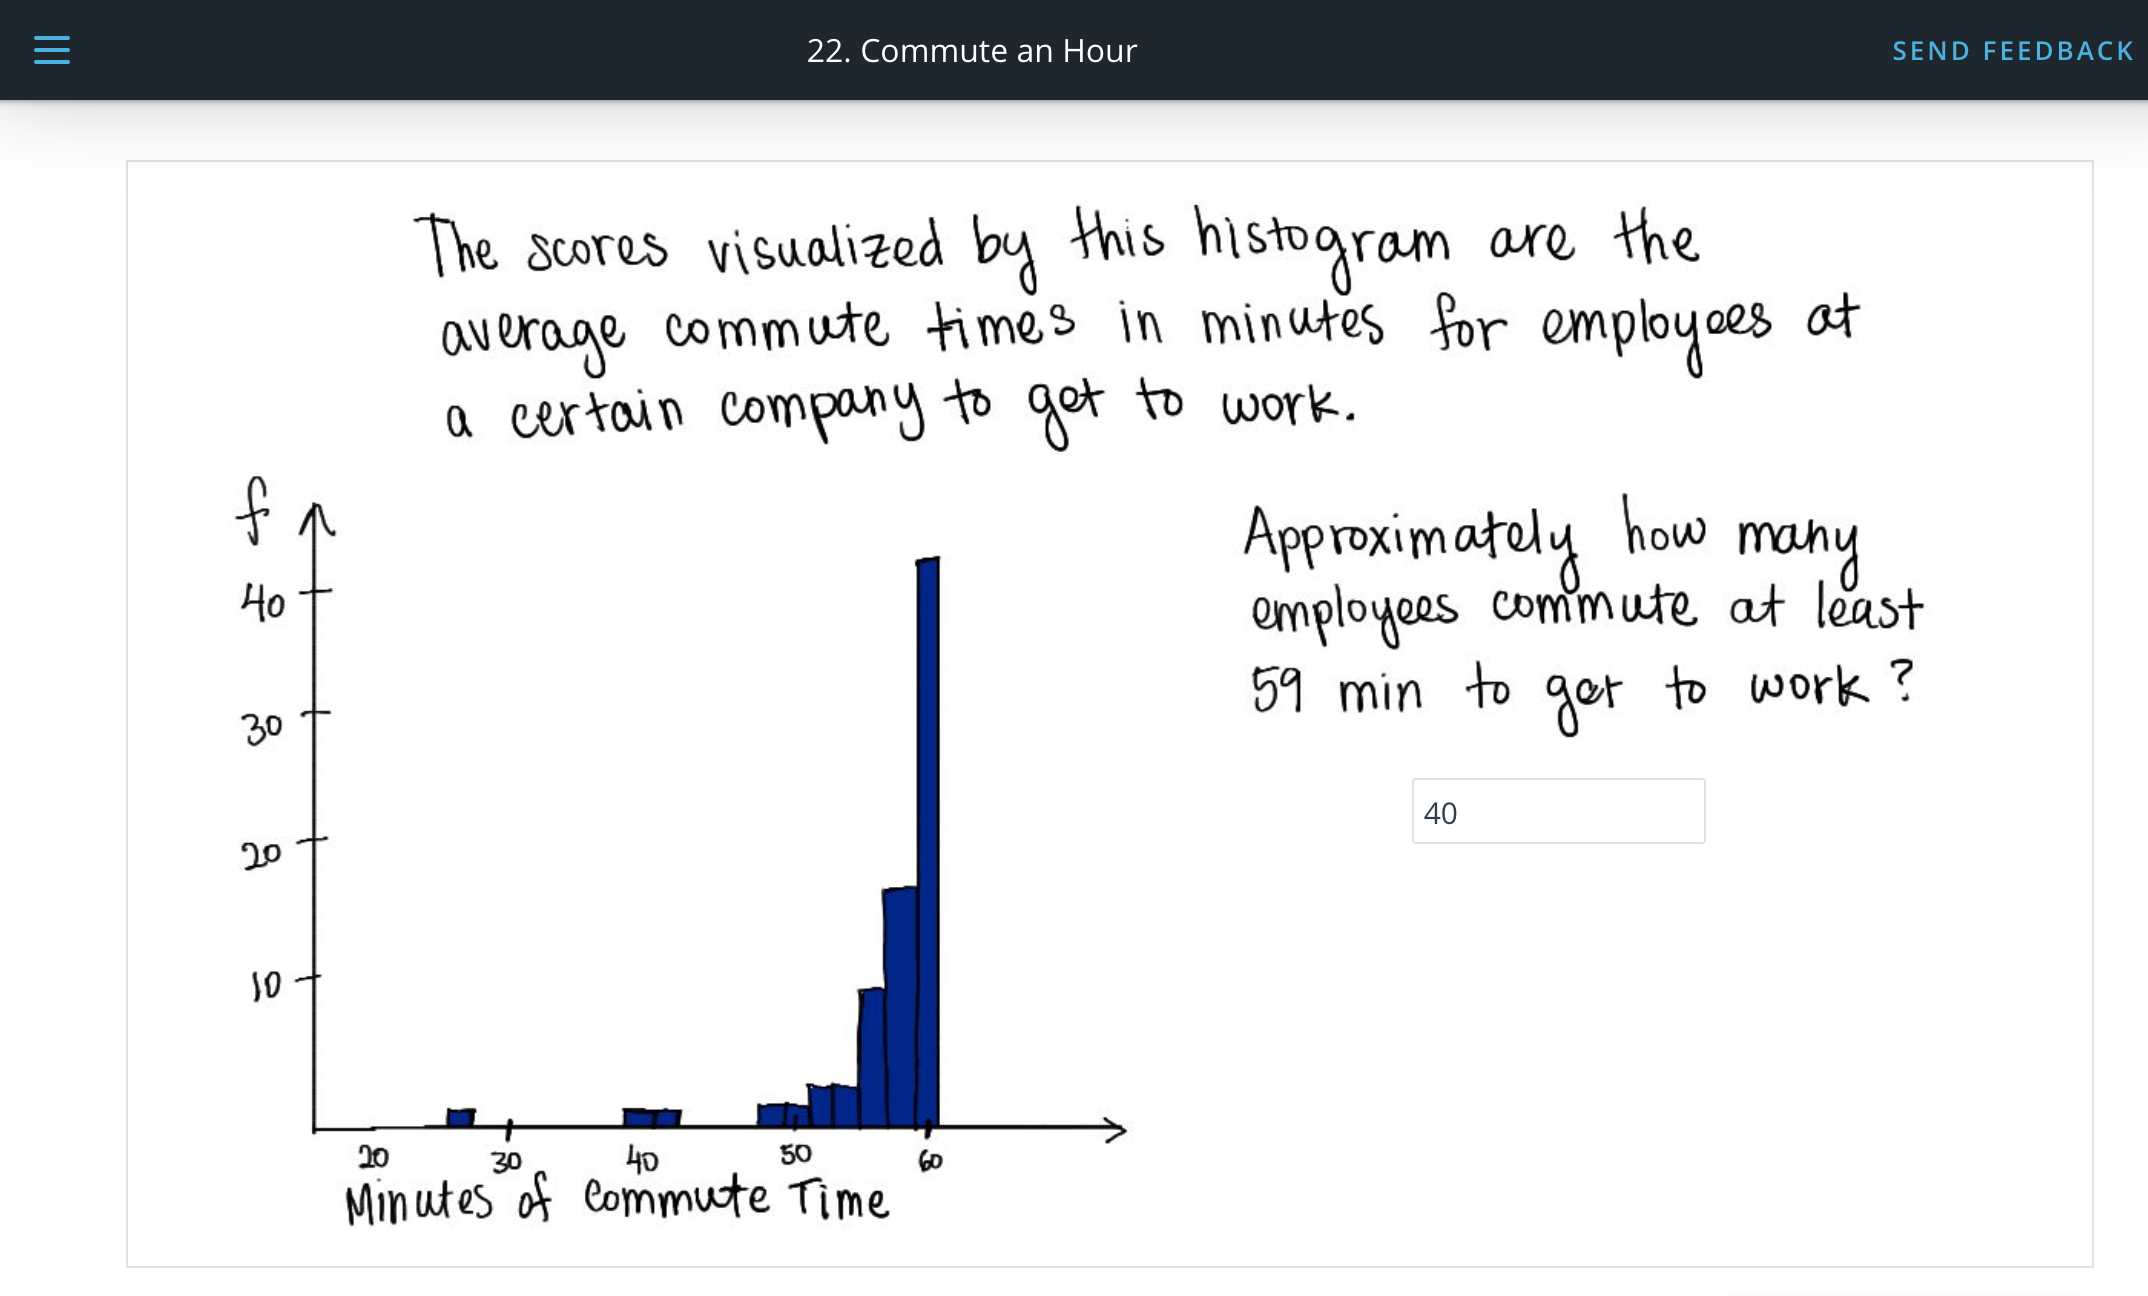 22. Commute an Hour
SEND FEEDBACK
The scores visualized by this histogram are the
average commute times in minutes for employees at
a certain company to get to work.
f
40
30
20
10
20
30
40
50
60
Minutes of Commute Time
Approximately how many
employees commute at least
59 min to get to work?
40